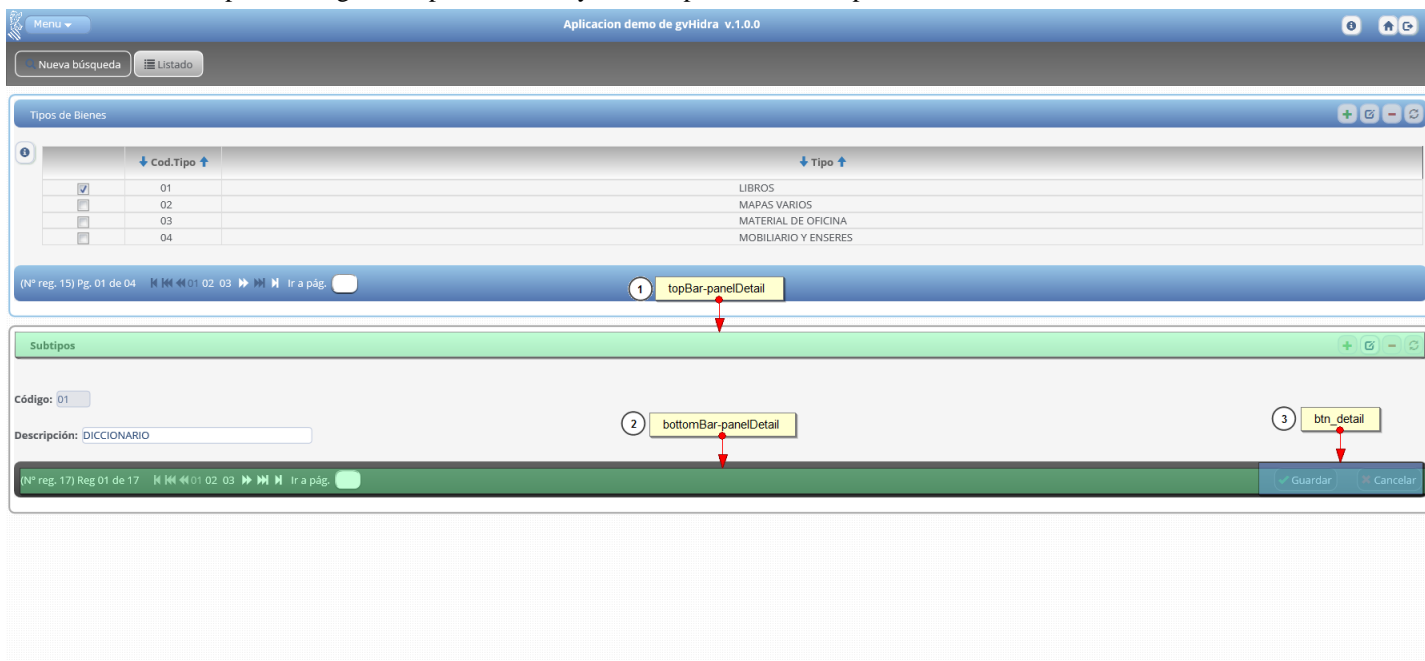 Menu
Aplicacion demo de gvHidra v.1.0.0
Nueva búsqueda
Listado
Tipos de Bienes
Cod.Tipo
Tipo
01 LIBROS
02 MAPAS VARIOS
03 MATERIAL DE OFICINA
04 MOBILIARIO Y ENSERES
(Nº reg. 15) Pg. 01 de 04 01 02 03 Ir a pág.
1 topBar-panelDetail
Subtipos
Código: 01
2 bottomBar-panelDetail
3 btn_detail
Descripción: DICCIONARIO
(Nº reg. 17) Reg 01 de 17 01 02 03 Ir a pág.
Guardar
Cancelar